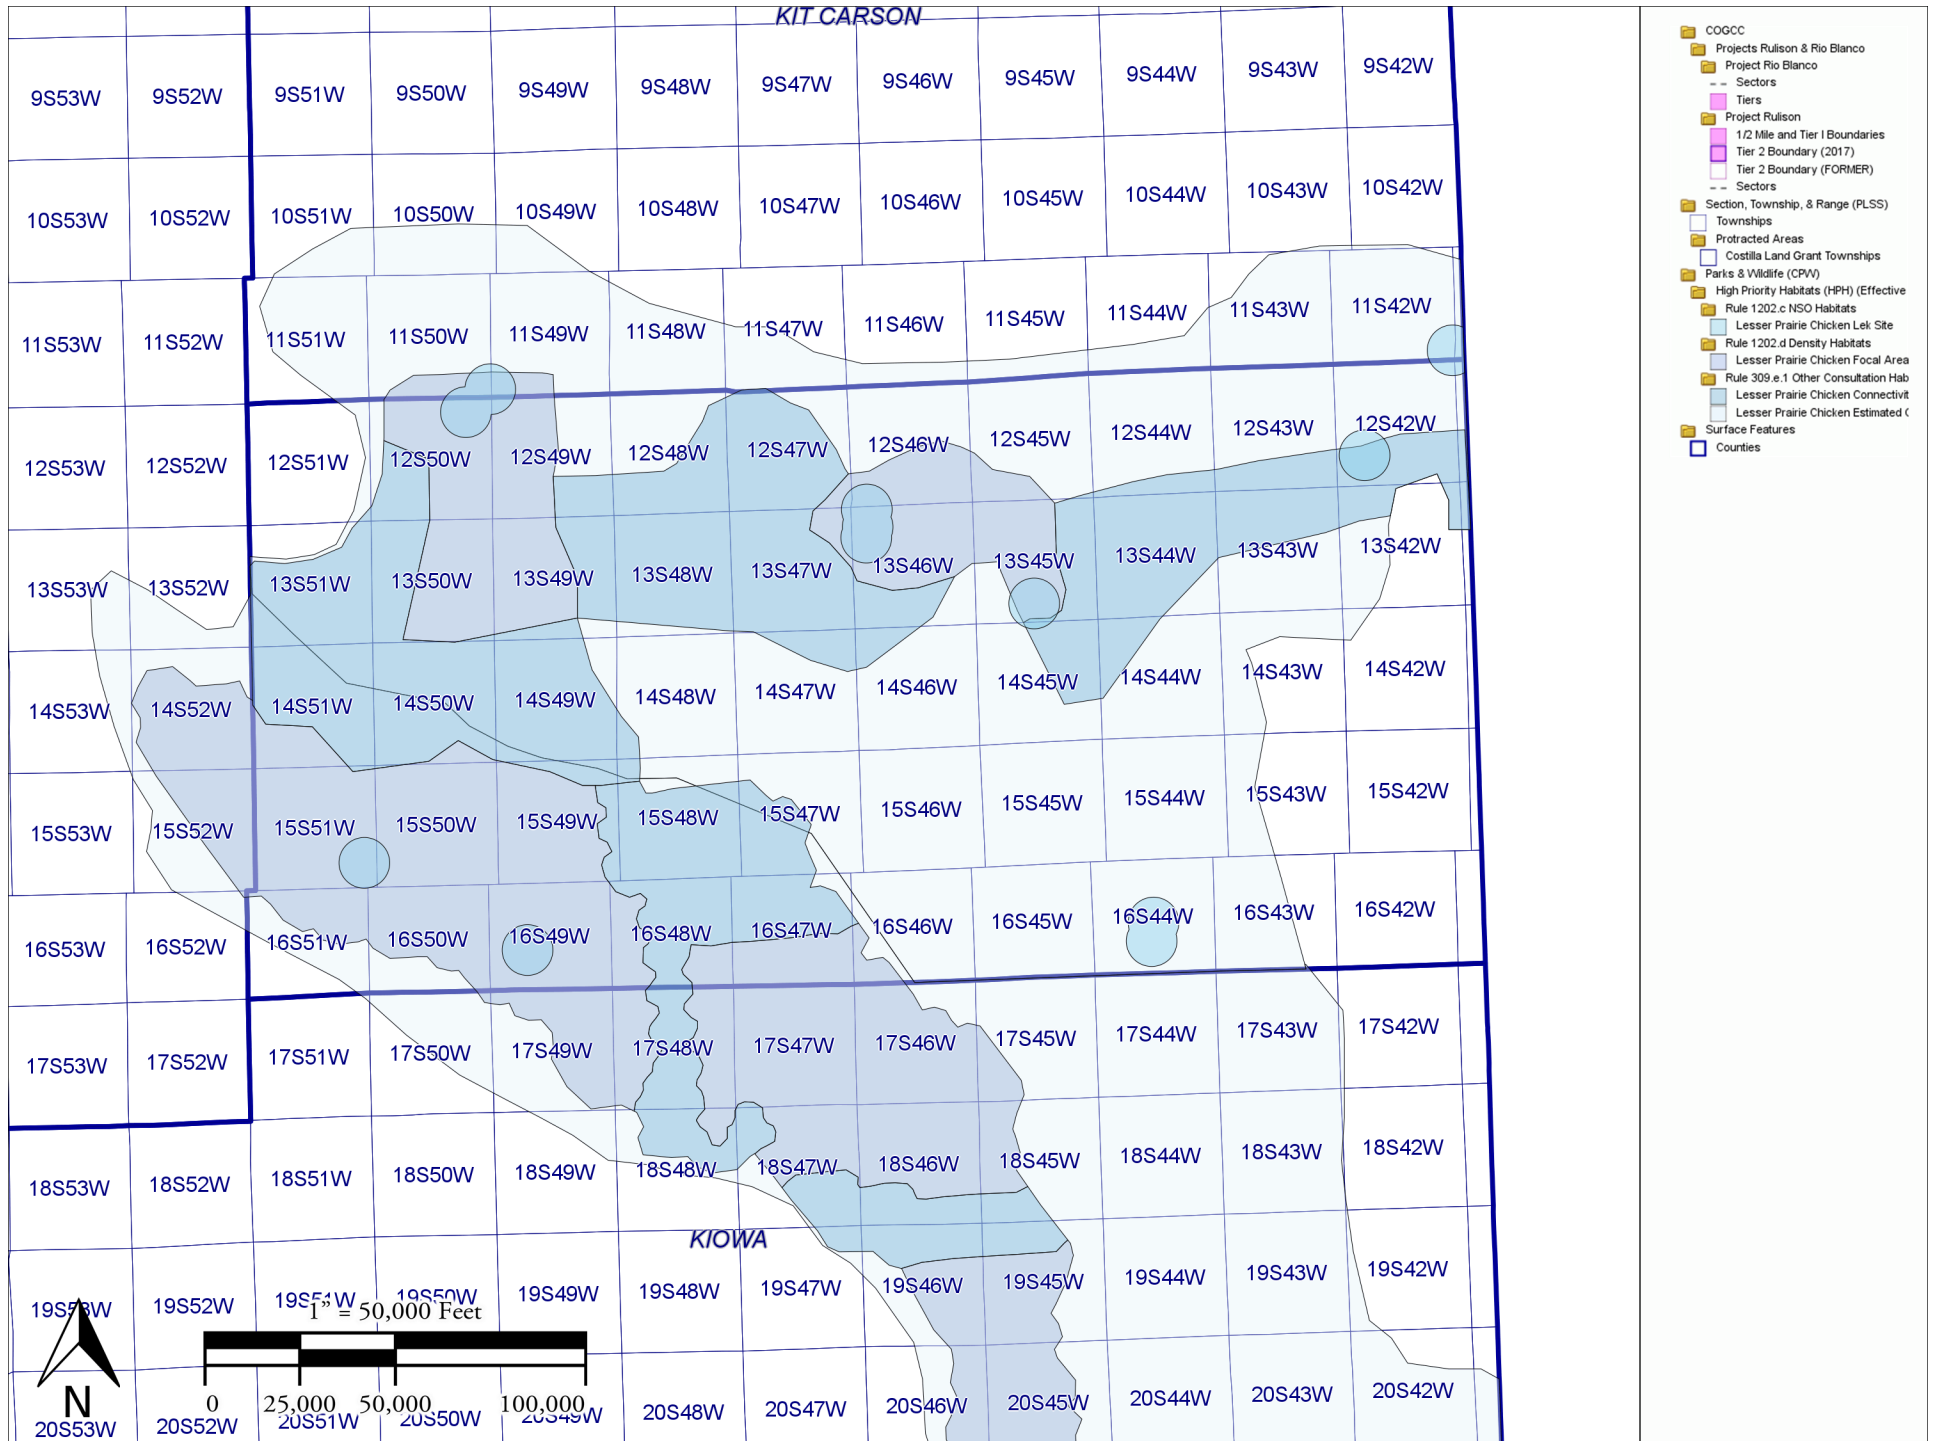 KIT CARSON
9S53W 9S52W 9S51W 9S50W 9S49W 9S48W 9S47W 9S46W 9S45W 9S44W 9S43W 9S42W
10S53W 10S52W 10S51W 10S50W 10S49W 10S48W 10S47W 10S46W 10S45W 10S44W 10S43W 10S42W
11S53W 11S52W 11S51W 11S50W 11S49W 11S48W 11S47W 11S46W 11S45W 11S44W 11S43W 11S42W
12S53W 12S52W 12S51W 12S50W 12S49W 12S48W 12S47W 12S46W 12S45W 12S44W 12S43W 12S42W
13S53W 13S52W 13S51W 13S50W 13S49W 13S48W 13S47W 13S46W 13S45W 13S44W 13S43W 13S42W
14S53W 14S52W 14S51W 14S50W 14S49W 14S48W 14S47W 14S46W 14S45W 14S44W 14S43W 14S42W
15S53W 15S52W 15S51W 15S50W 15S49W 15S48W 15S47W 15S46W 15S45W 15S44W 15S43W 15S42W
16S53W 16S52W 16S51W 16S50W 16S49W 16S48W 16S47W 16S46W 16S45W 16S44W 16S43W 16S42W
17S53W 17S52W 17S51W 17S50W 17S49W 17S48W 17S47W 17S46W 17S45W 17S44W 17S43W 17S42W
18S53W 18S52W 18S51W 18S50W 18S49W 18S48W 18S47W 18S46W 18S45W 18S44W 18S43W 18S42W
KIOWA
19S53W 19S52W 19S51W 19S50W 19S49W 19S48W 19S47W 19S46W 19S45W 19S44W 19S43W 19S42W
1” = 50,000 Feet
0 25,000 50,000 100,000
N
20S53W 20S52W 20S51W 20S50W 20S49W 20S48W 20S47W 20S46W 20S45W 20S44W 20S43W 20S42W
COGCC
Projects Rulison & Rio Blanco
Project Rio Blanco
Sectors
Tiers
Project Rulison
1/2 Mile and Tier I Boundaries
Tier 2 Boundary (2017)
Tier 2 Boundary (FORMER)
Sectors
Section, Township, & Range (PLSS)
Townships
Protracted Areas
Costilla Land Grant Townships
Parks & Wildlife (CPW)
High Priority Habitats (HPH) (Effective
Rule 1202.c NSO Habitats
Lesser Prairie Chicken Lek Site
Rule 1202.d Density Habitats
Lesser Prairie Chicken Focal Area
Rule 309.e.1 Other Consultation Hab
Lesser Prairie Chicken Connectivit
Lesser Prairie Chicken Estimated (
Surface Features
Counties